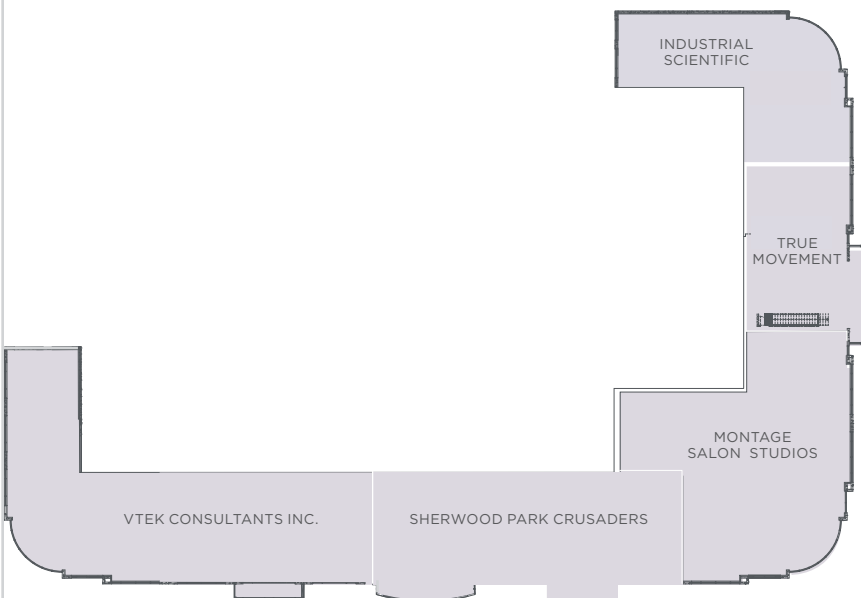 INDUSTRIAL
SCIENTIFIC
TRUE
MOVEMENT
MONTAGE
SALON STUDIOS
VTEK CONSULTANTS INC.
SHERWOOD PARK CRUSADERS